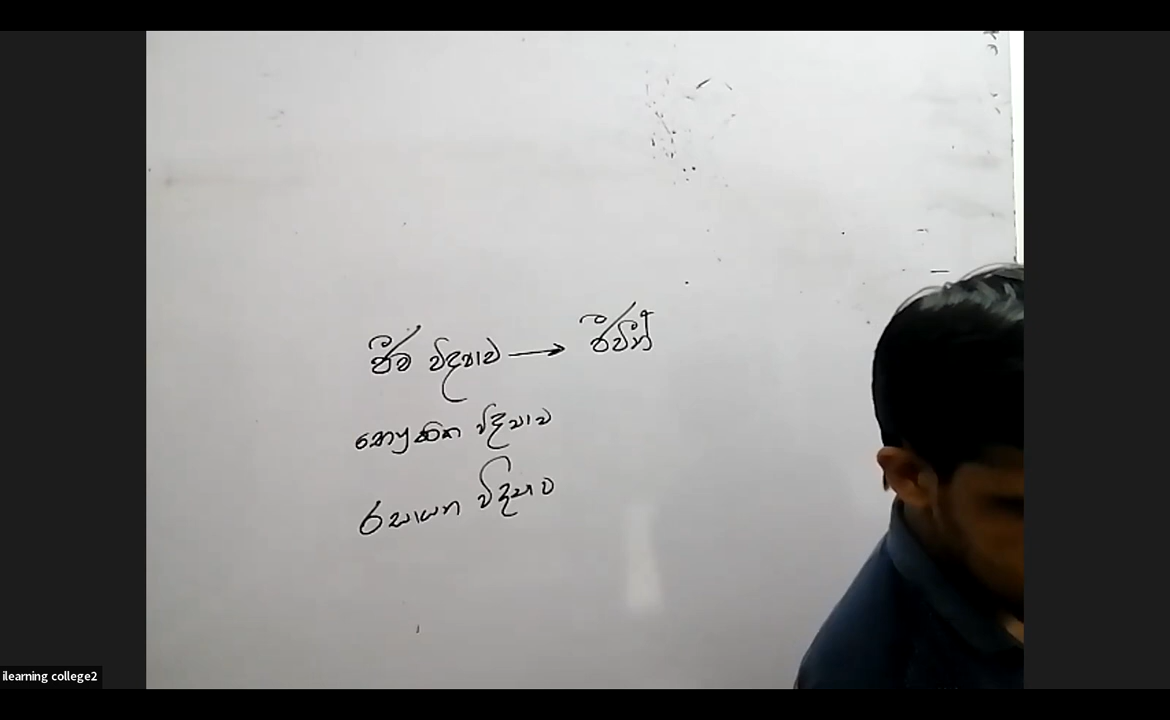 ජීව විද්‍යාව → ජීවීන්
භෞතික විද්‍යාව
රසායන විද්‍යාව
ilearning college2